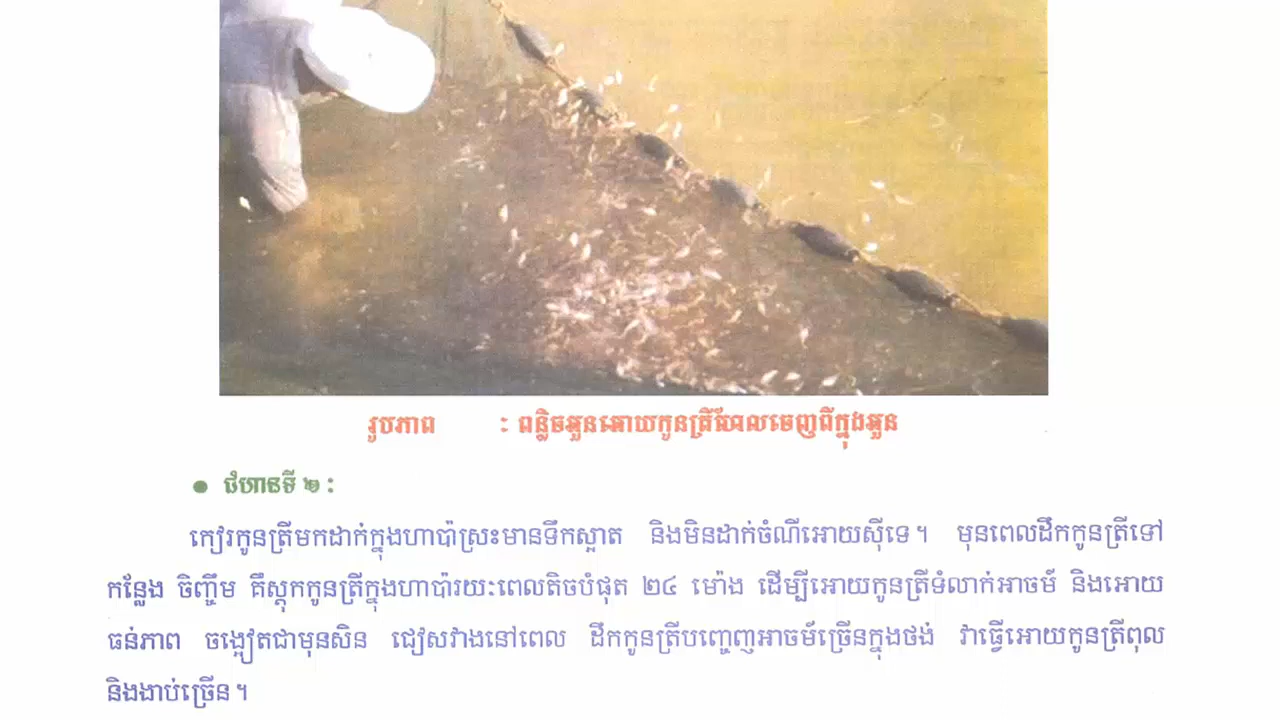 រូបភាព : ពន្លិចឆួនអោយកូនត្រីហែលចេញពីក្នុងឆួន
● ជំហានទី ២ :
កៀរកូនត្រីមកដាក់ក្នុងហាប៉ាស្រះមានទឹកស្អាត និងមិនដាក់ចំណីអោយស៊ីទេ។ មុនពេលដឹកកូនត្រីទៅ
កន្លែង ចិញ្ចឹម គឺស្តុកកូនត្រីក្នុងហាប៉ារយៈពេលតិចបំផុត ២៤ ម៉ោង ដើម្បីអោយកូនត្រីទំលាក់អាចម៍ និងអោយ
ធន់ភាព ចង្អៀតជាមុនសិន ជៀសវាងនៅពេល ដឹកកូនត្រីបញ្ចេញអាចម៍ច្រើនក្នុងថង់ វាធ្វើអោយកូនត្រីពុល
និងងាប់ច្រើន។